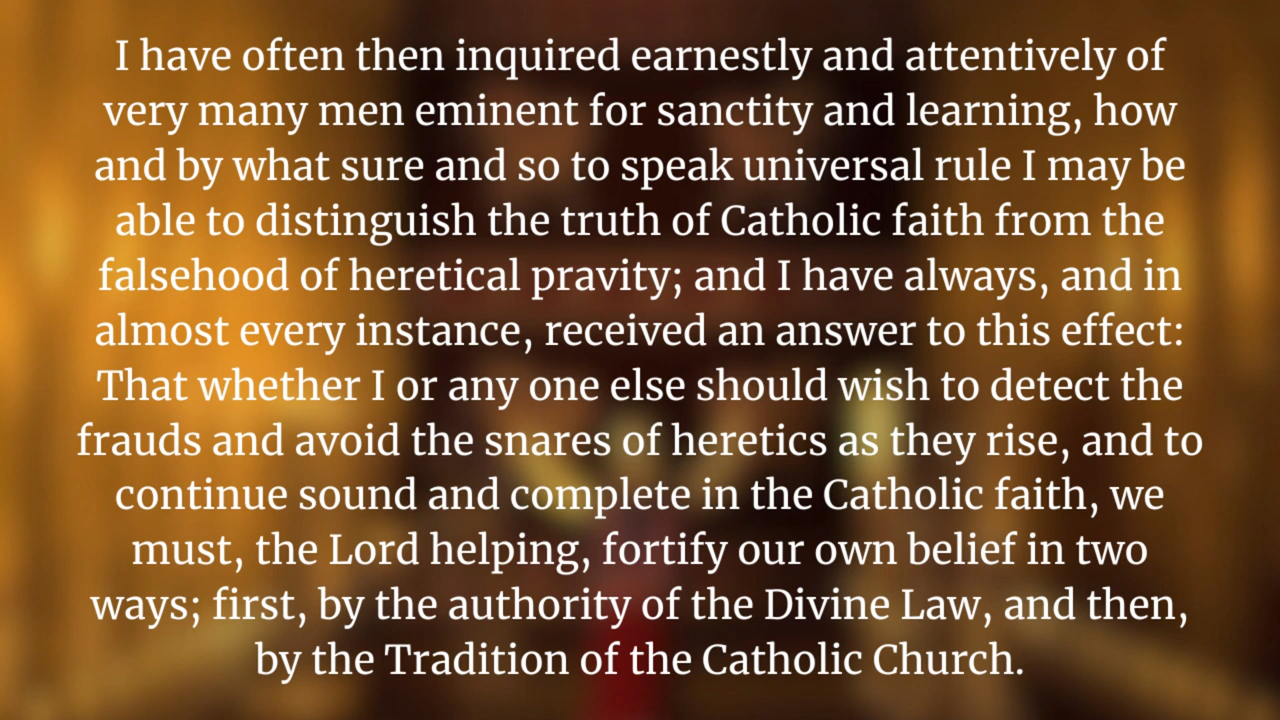 I have often then inquired earnestly and attentively of
very many men eminent for sanctity and learning, how
and by what sure and so to speak universal rule I may be
able to distinguish the truth of Catholic faith from the
falsehood of heretical pravity; and I have always, and in
almost every instance, received an answer to this effect:
That whether I or any one else should wish to detect the
frauds and avoid the snares of heretics as they rise, and to
continue sound and complete in the Catholic faith, we
must, the Lord helping, fortify our own belief in two
ways; first, by the authority of the Divine Law, and then,
by the Tradition of the Catholic Church.